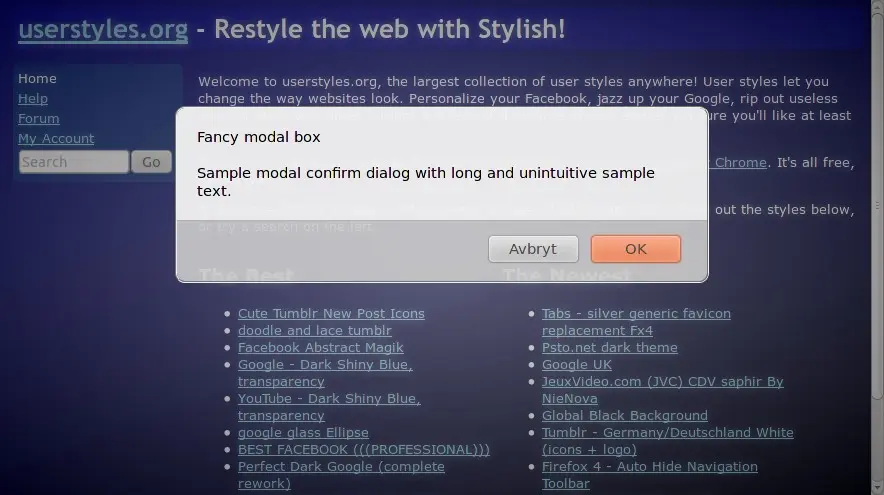 userstyles.org - Restyle the web with Stylish!
Home
Help
Forum
My Account
Search
Go
Welcome to userstyles.org, the largest collection of user styles anywhere! User styles let you
change the way websites look. Personalize your Facebook, jazz up your Google, rip out useless
sure you'll like at least
Chrome. It's all free,
out the styles below,
or try a search on the left.
Fancy modal box
Sample modal confirm dialog with long and unintuitive sample
text.
Avbryt
OK
The Best
Cute Tumblr New Post Icons
doodle and lace tumblr
Facebook Abstract Magik
Google - Dark Shiny Blue,
transparency
YouTube - Dark Shiny Blue,
transparency
google glass Ellipse
BEST FACEBOOK (((PROFESSIONAL)))
Perfect Dark Google (complete
rework)
The Newest
Tabs - silver generic favicon
replacement Fx4
Psto.net dark theme
Google UK
JeuxVideo.com (JVC) CDV saphir By
NieNova
Global Black Background
Tumblr - Germany/Deutschland White
(icons + logo)
Firefox 4 - Auto Hide Navigation
Toolbar